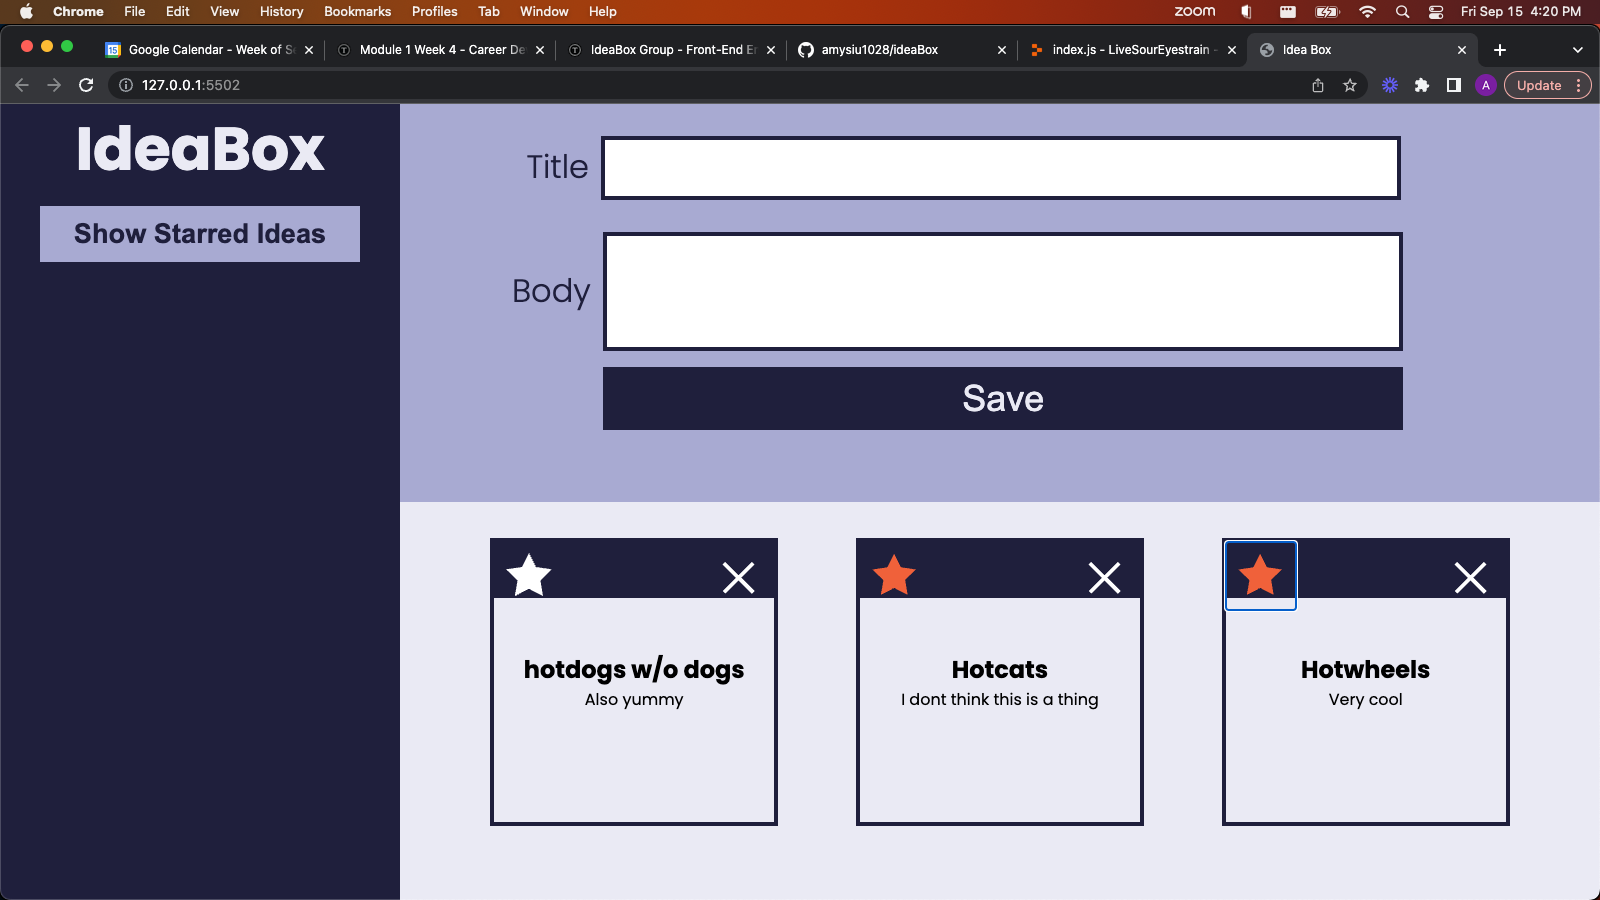 Chrome File Edit View History Bookmarks Profiles Tab Window Help zoom Fri Sep 15 4:20 PM
15 Google Calendar - Week of S Module 1 Week 4 - Career De IdeaBox Group - Front-End E amysiu1028/ideaBox index.js - LiveSourEyestrain - Idea Box
127.0.0.1:5502 A Update
IdeaBox
Show Starred Ideas
Title
Body
Save
hotdogs w/o dogs
Also yummy
Hotcats
I dont think this is a thing
Hotwheels
Very cool